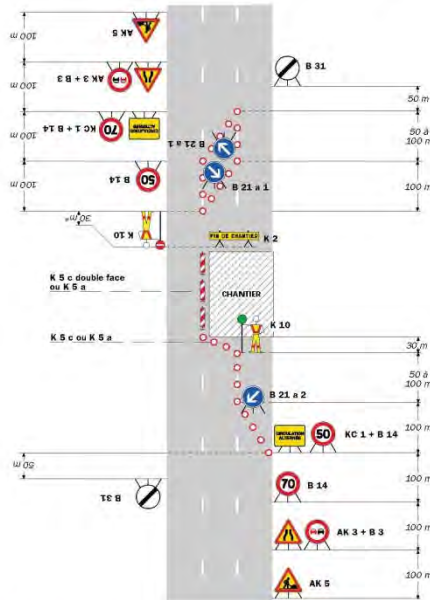 AK 5
100 m
AK 3 + B 3
100 m
70
CIRCULATION ALTERNÉE
KC 1 + B 14
100 m
50
B 14
100 m
K 10
30 m*
B 31
50 m
B 21 a 1
50 à
100 m
B 21 a 1
100 m
FIN DE CHANTIER
K 2
K 5 c double face
ou K 5 a
CHANTIER
K 10
K 5 c ou K 5 a
30 m
50 à
100 m
B 21 a 2
100 m
CIRCULATION
ALTERNÉE
50
KC 1 + B 14
50 m
B 31
70
B 14
100 m
AK 3 + B 3
100 m
AK 5
100 m